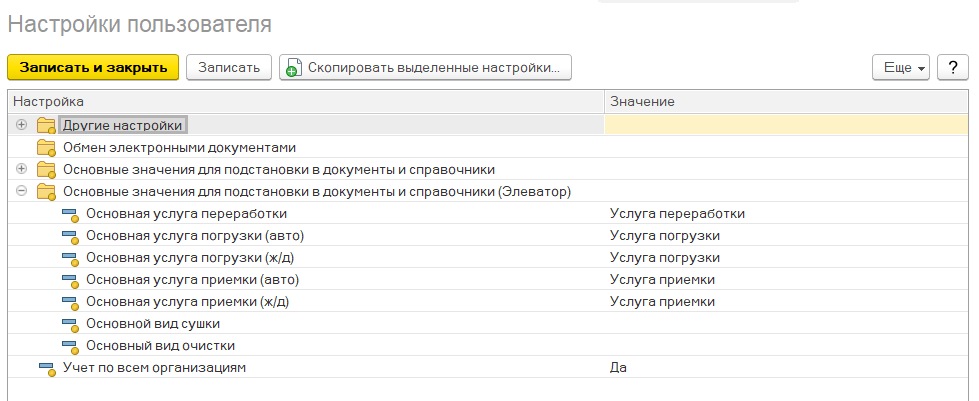 Настройки пользователя
Записать и закрыть Записать Скопировать выделенные настройки... Еще ?
Настройка Значение
Другие настройки
Обмен электронными документами
Основные значения для подстановки в документы и справочники
Основные значения для подстановки в документы и справочники (Элеватор)
Основная услуга переработки Услуга переработки
Основная услуга погрузки (авто) Услуга погрузки
Основная услуга погрузки (ж/д) Услуга погрузки
Основная услуга приемки (авто) Услуга приемки
Основная услуга приемки (ж/д) Услуга приемки
Основной вид сушки
Основный вид очистки
Учет по всем организациям Да